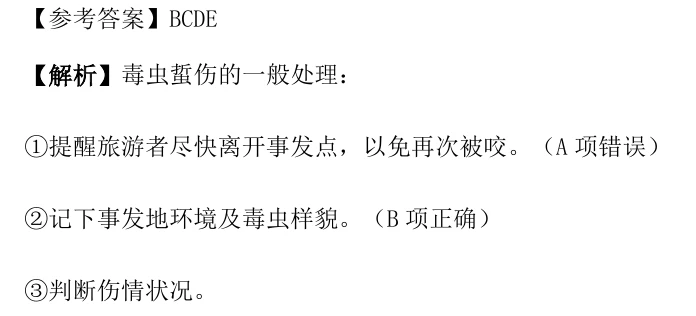 【参考答案】BCDE
【解析】毒虫蜇伤的一般处理：
①提醒旅游者尽快离开事发点，以免再次被咬。（A 项错误）
②记下事发地环境及毒虫样貌。（B 项正确）
③判断伤情状况。